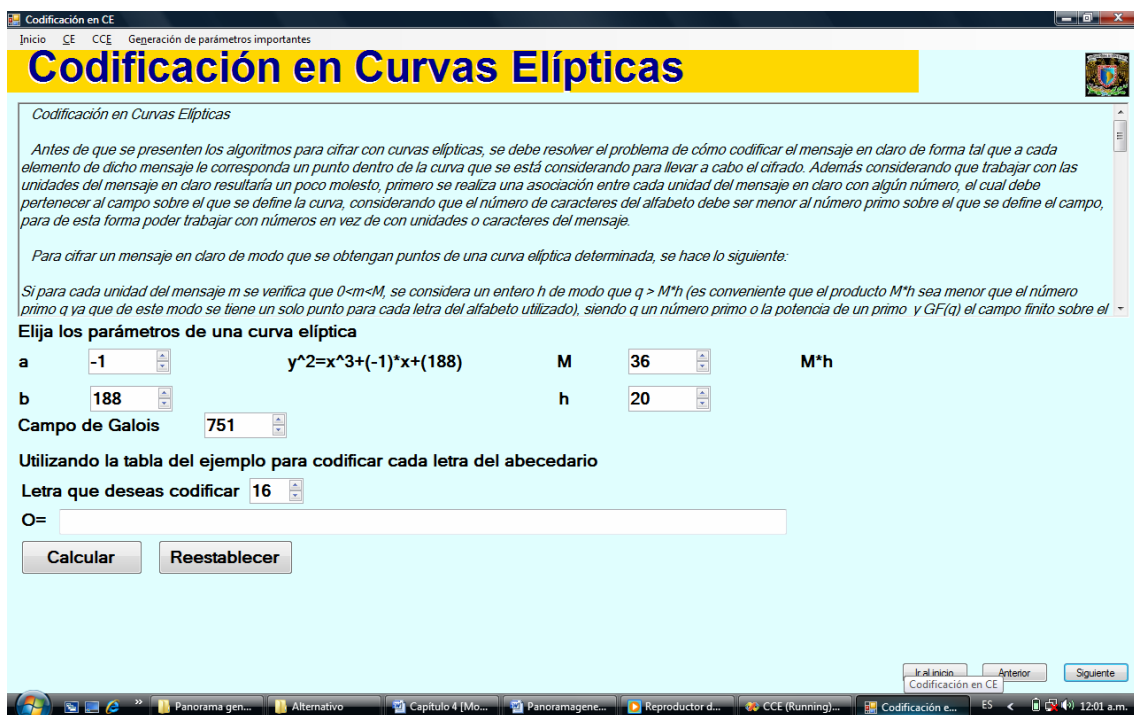 Codificación en CE
Inicio CE CCE Generación de parámetros importantes
Codificación en Curvas Elípticas
Codificación en Curvas Elípticas
Antes de que se presenten los algoritmos para cifrar con curvas elípticas, se debe resolver el problema de cómo codificar el mensaje en claro de forma tal que a cada
elemento de dicho mensaje le corresponda un punto dentro de la curva que se está considerando para llevar a cabo el cifrado. Además considerando que trabajar con las
unidades del mensaje en claro resultaría un poco molesto, primero se realiza una asociación entre cada unidad del mensaje en claro con algún número, el cual debe
pertenecer al campo sobre el que se define la curva, considerando que el número de caracteres del alfabeto debe ser menor al número primo sobre el que se define el campo,
para de esta forma poder trabajar con números en vez de con unidades o caracteres del mensaje.
Para cifrar un mensaje en claro de modo que se obtengan puntos de una curva elíptica determinada, se hace lo siguiente:
Si para cada unidad del mensaje m se verifica que 0<m<M, se considera un entero h de modo que q > M*h (es conveniente que el producto M*h sea menor que el número
primo q ya que de este modo se tiene un solo punto para cada letra del alfabeto utilizado), siendo q un número primo o la potencia de un primo y GF(q) el campo finito sobre el
Elija los parámetros de una curva elíptica
a -1 y^2=x^3+(-1)*x+(188) M 36 M*h
b 188 h 20
Campo de Galois 751
Utilizando la tabla del ejemplo para codificar cada letra del abecedario
Letra que deseas codificar 16
O=
Calcular Reestablecer
Ir al inicio Anterior Siguiente
Codificación en CE
Panorama gen... Alternativo Capítulo 4 [Mo... Panoramagene... Reproductor d... CCE (Running)... Codificación e... ES 12:01 a.m.